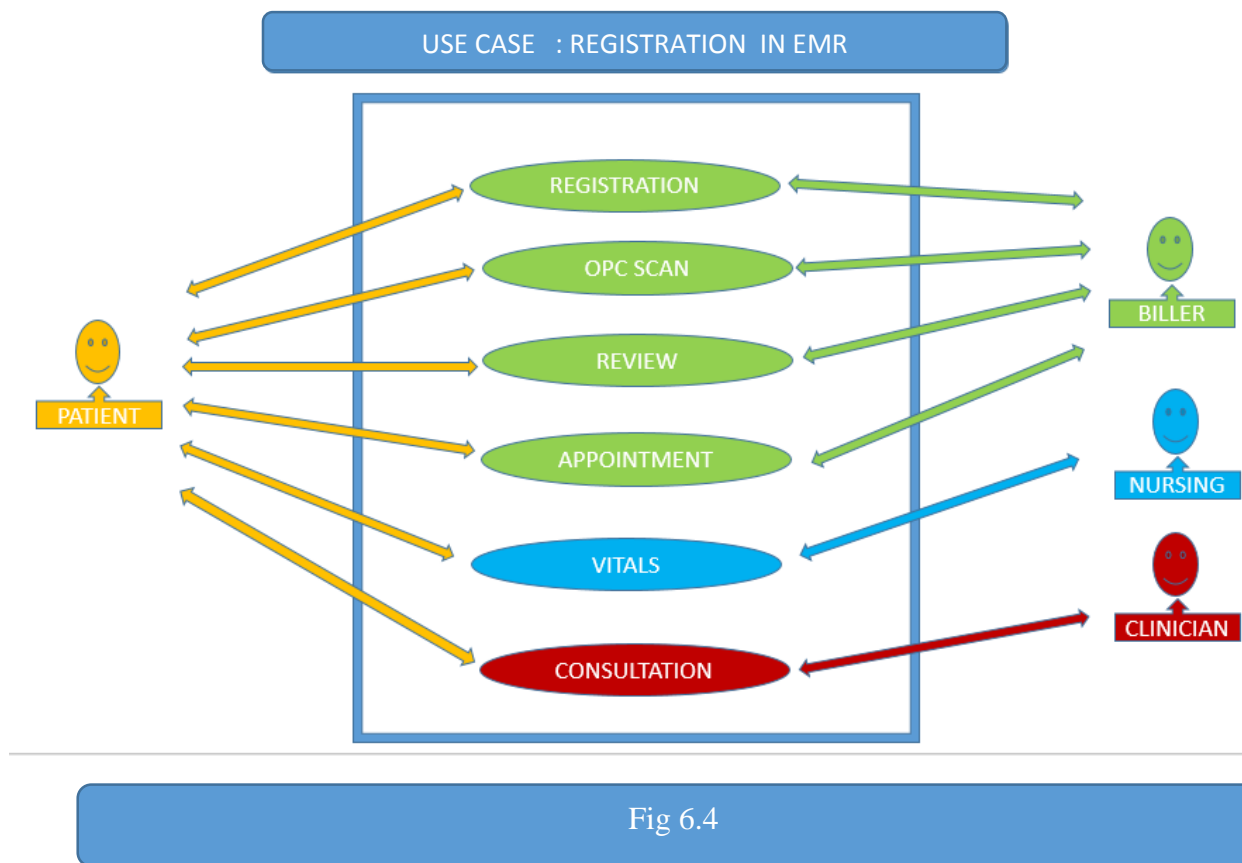 USE CASE : REGISTRATION IN EMR
REGISTRATION
OPC SCAN
BILLER
REVIEW
PATIENT
APPOINTMENT
NURSING
VITALS
CLINICIAN
CONSULTATION
Fig 6.4